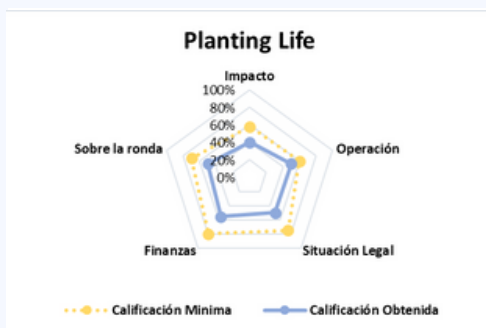 Planting Life
Impacto
100%
80%
60%
40%
20%
0%
Sobre la ronda
Operación
Finanzas
Situación Legal
Calificación Minima
Calificación Obtenida